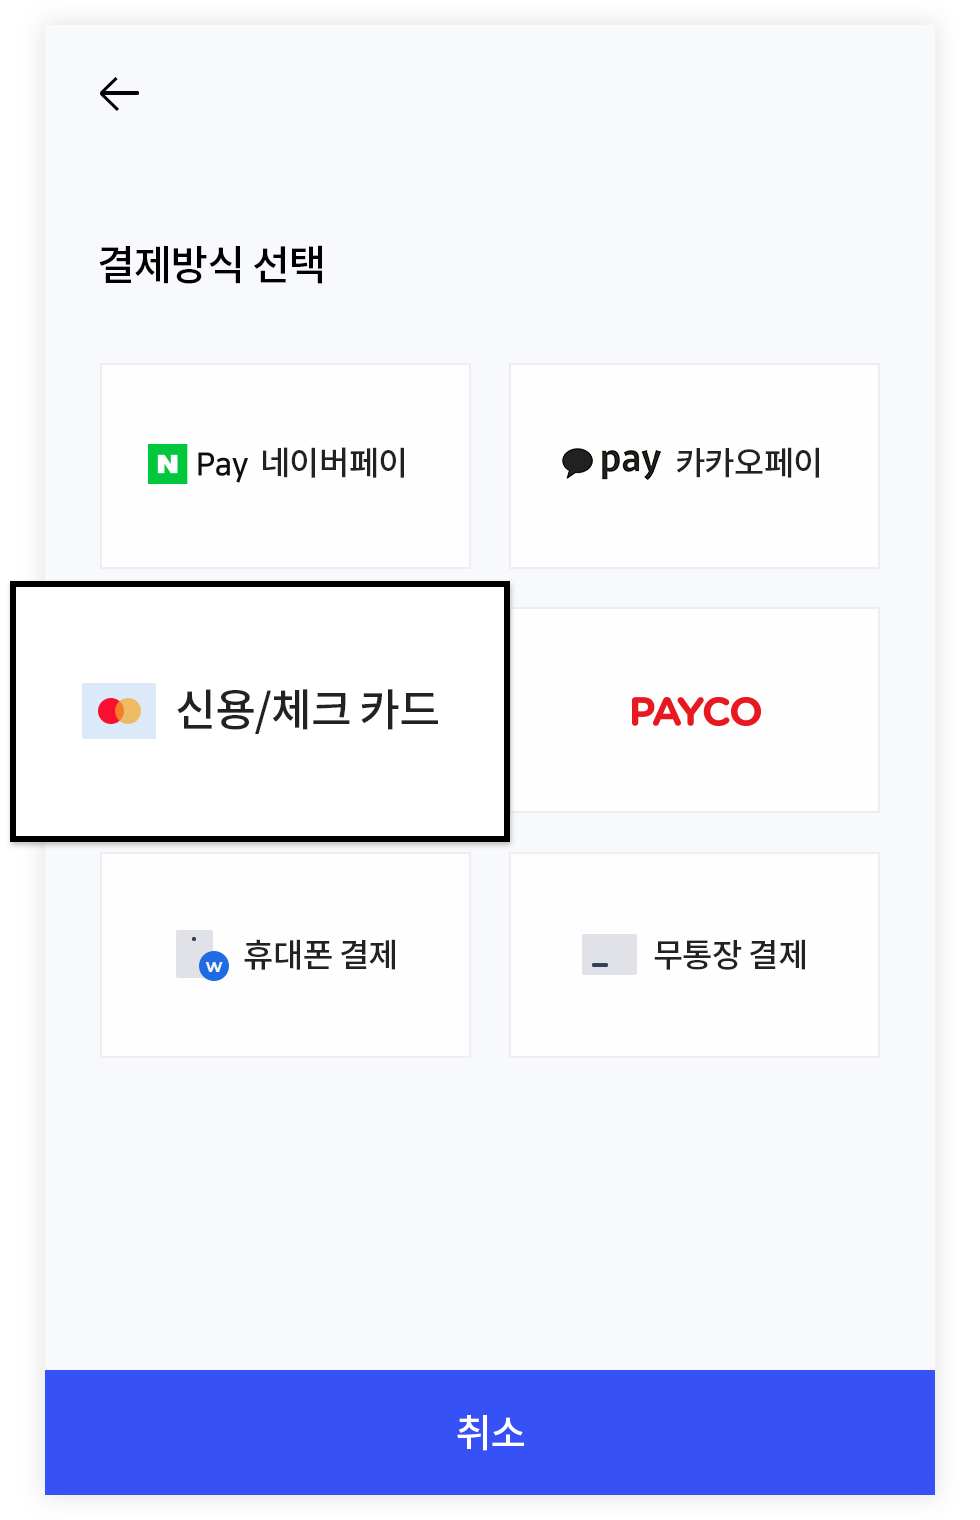 결제방식 선택
N Pay 네이버페이
pay 카카오페이
신용/체크 카드
PAYCO
w 휴대폰 결제
무통장 결제
취소